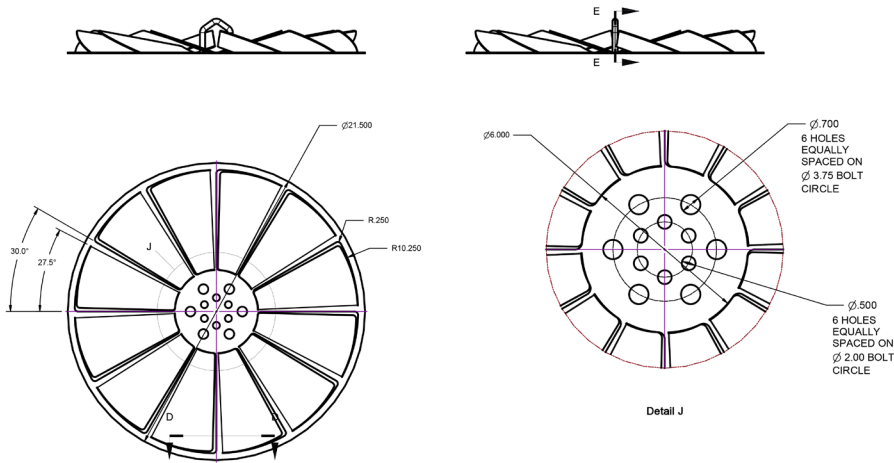 E
E
Ø21.500
R.250
R10.250
30.0°
27.5°
J
D
D
Ø6.000
Ø.700
6 HOLES
EQUALLY
SPACED ON
Ø 3.75 BOLT
CIRCLE
Ø.500
6 HOLES
EQUALLY
SPACED ON
Ø 2.00 BOLT
CIRCLE
Detail J